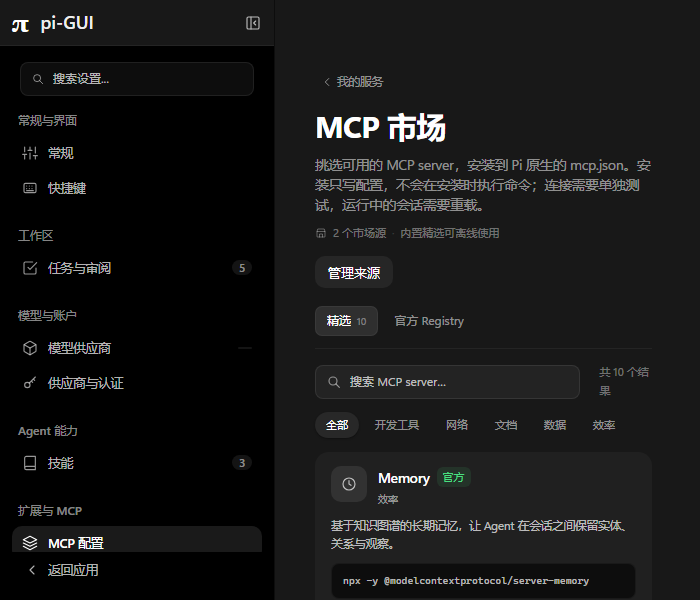 π pi-GUI
搜索设置...
常规与界面
常规
快捷键
工作区
任务与审阅 5
模型与账户
模型供应商
供应商与认证
Agent 能力
技能 3
扩展与 MCP
MCP 配置
返回应用
我的服务
MCP 市场
挑选可用的 MCP server，安装到 Pi 原生的 mcp.json。安
装只写配置，不会在安装时执行命令；连接需要单独测
试，运行中的会话需要重载。
2 个市场源 · 内置精选可离线使用
管理来源
精选 10 官方 Registry
搜索 MCP server...
共 10 个结
果
全部 开发工具 网络 文档 数据 效率
Memory 官方
效率
基于知识图谱的长期记忆，让 Agent 在会话之间保留实体、
关系与观察。
npx -y @modelcontextprotocol/server-memory